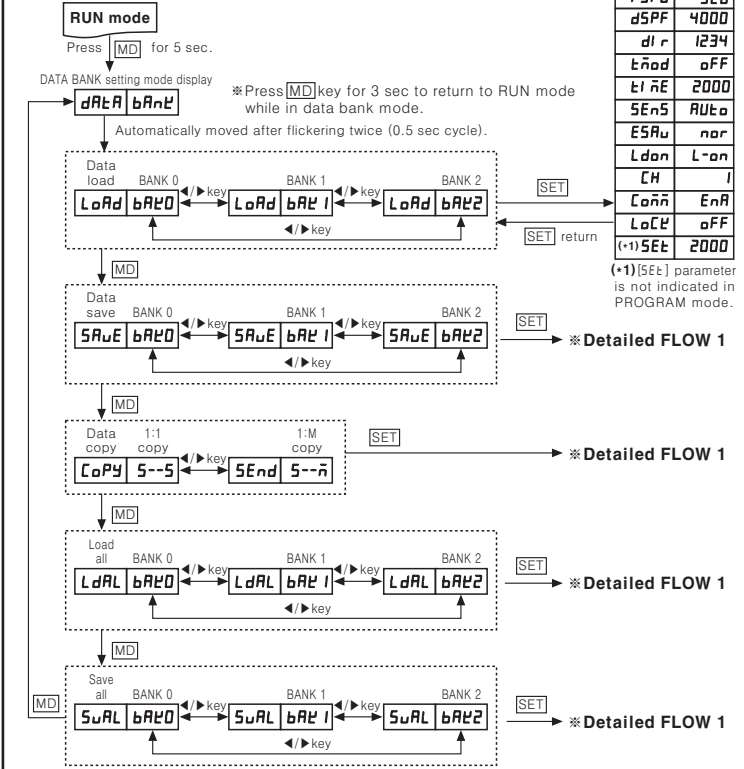 RUN mode
Press MD for 5 sec.
DATA BANK setting mode display
dAtA bAnk
※Press MD key for 3 sec to return to RUN mode
while in data bank mode.
Automatically moved after flickering twice (0.5 sec cycle).
Data
load BANK 0 BANK 1 BANK 2
LoAd bAk0 ◀/▶key LoAd bAk1 ◀/▶key LoAd bAk2
◀/▶key
SET
SET return
MD
Data
save BANK 0 BANK 1 BANK 2
SAvE bAk0 ◀/▶key SAvE bAk1 ◀/▶key SAvE bAk2
◀/▶key
SET
※Detailed FLOW 1
MD
Data 1:1 1:M
copy copy copy
CoPY S--S ◀/▶key SEnd S--m
SET
※Detailed FLOW 1
MD
Load
all BANK 0 BANK 1 BANK 2
LdAL bAk0 ◀/▶key LdAL bAk1 ◀/▶key LdAL bAk2
◀/▶key
SET
※Detailed FLOW 1
MD
Save
all BANK 0 BANK 1 BANK 2
SvAL bAk0 ◀/▶key SvAL bAk1 ◀/▶key SvAL bAk2
◀/▶key
MD
SET
※Detailed FLOW 1
dSPF 4000
dIr 1234
tmod oFF
tImE 2000
SEnS AUto
ESAv nor
Ldon L-on
CH 1
Comm EnA
LoCk oFF
(*1) SEt 2000
(*1) [SEt] parameter
is not indicated in
PROGRAM mode.